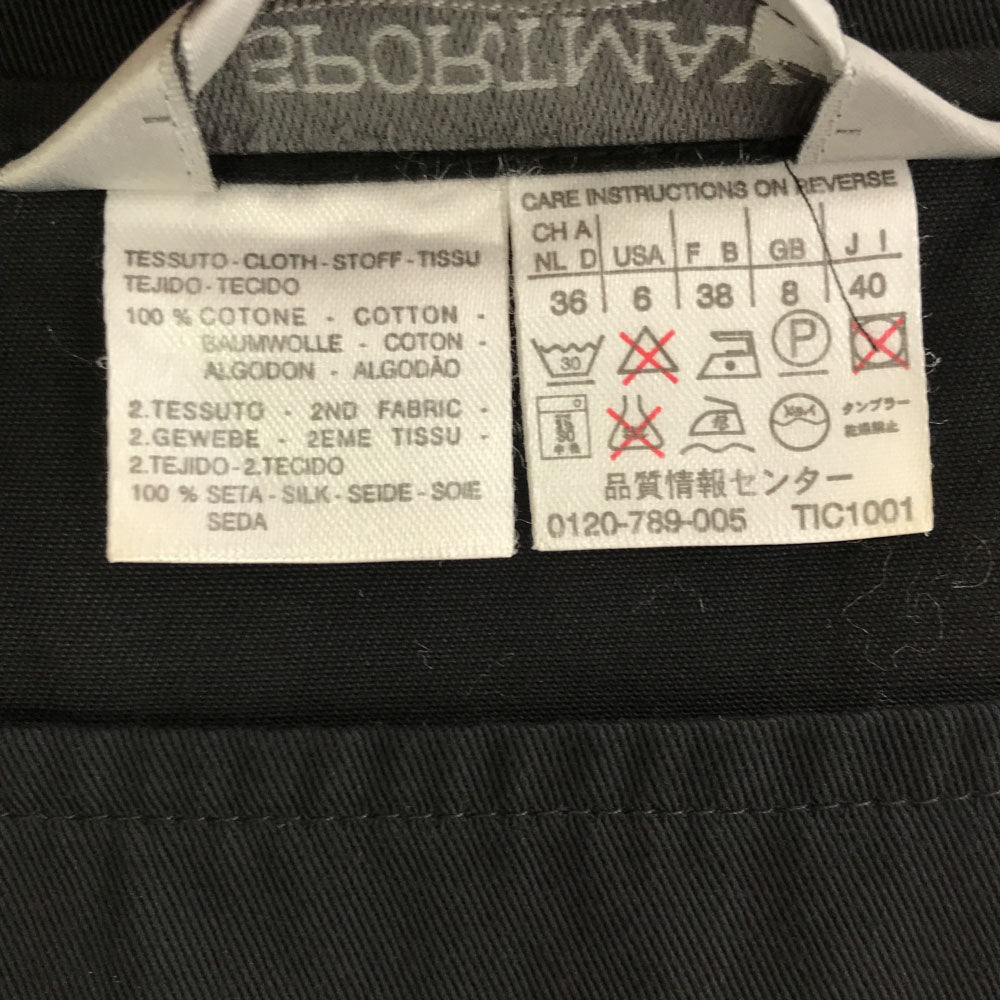 SPORTMAX
TESSUTO - CLOTH - STOFF - TISSU
TEJIDO - TECIDO
100 % COTONE - COTTON -
BAUMWOLLE - COTON -
ALGODON - ALGODÃO
2.TESSUTO - 2ND FABRIC -
2.GEWEBE - 2EME TISSU -
2.TEJIDO - 2.TECIDO
100 % SETA - SILK - SEIDE - SOIE
SEDA
CARE INSTRUCTIONS ON REVERSE
CH A
NL D USA F B GB J I
36 6 38 8 40
30 P
30 中 タンブラー
乾燥禁止
品質情報センター
0120-789-005 TIC1001